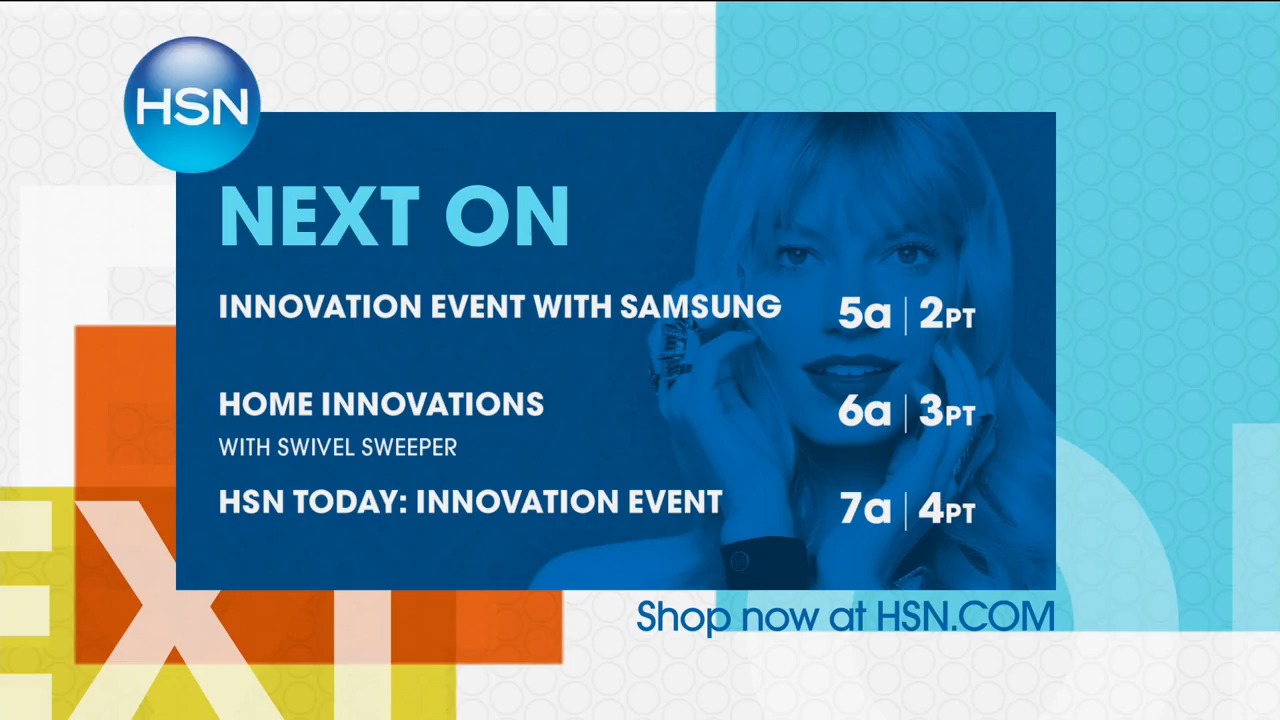 HSN
NEXT ON
INNOVATION EVENT WITH SAMSUNG 5a | 2PT
HOME INNOVATIONS 6a | 3PT
WITH SWIVEL SWEEPER
HSN TODAY: INNOVATION EVENT 7a | 4PT
Shop now at HSN.COM
EXT